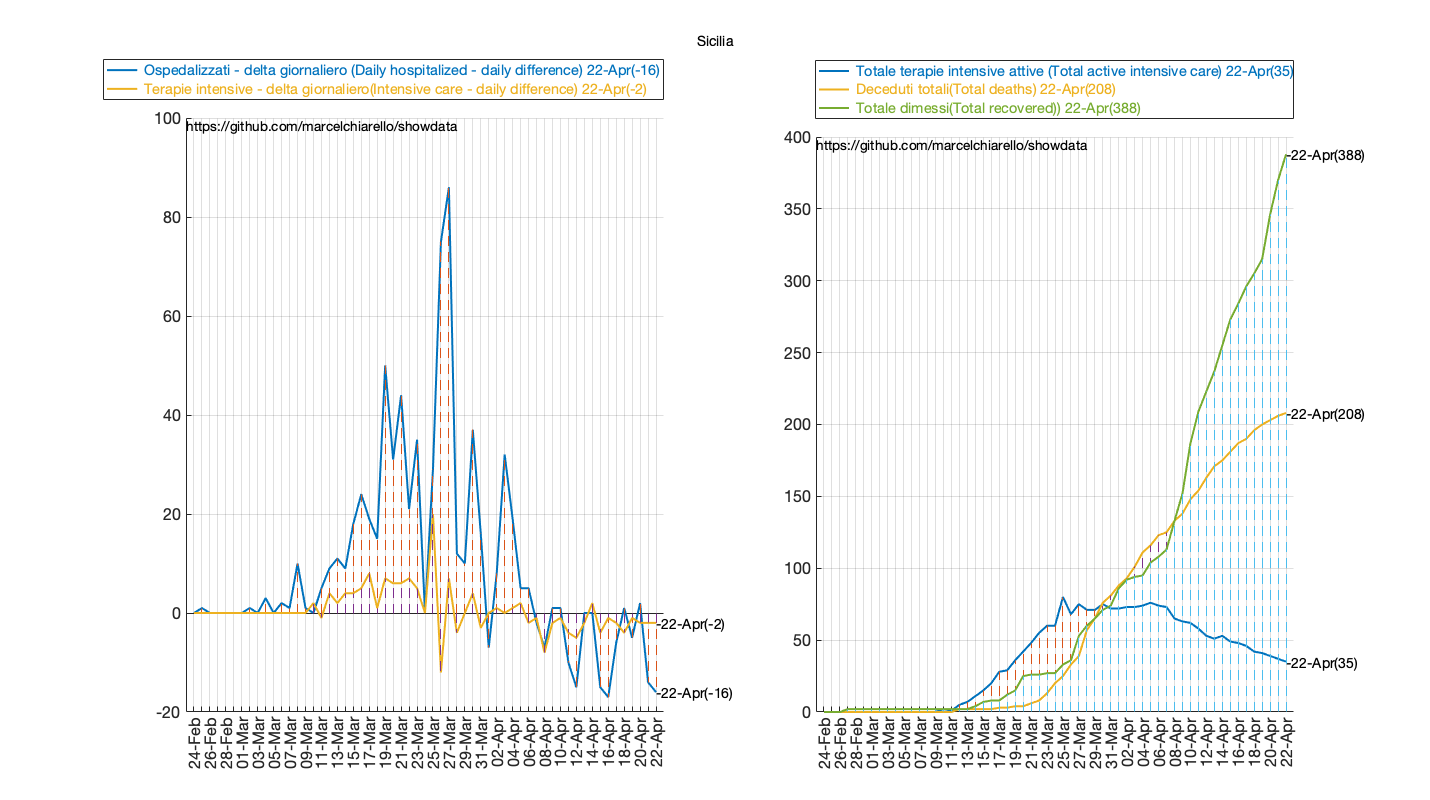 Sicilia
Ospedalizzati - delta giornaliero (Daily hospitalized - daily difference) 22-Apr(-16)
Terapie intensive - delta giornaliero(Intensive care - daily difference) 22-Apr(-2)
https://github.com/marcelchiarello/showdata
100
80
60
40
20
0
-20
-22-Apr(-2)
-22-Apr(-16)
24-Feb
26-Feb
28-Feb
01-Mar
03-Mar
05-Mar
07-Mar
09-Mar
11-Mar
13-Mar
15-Mar
17-Mar
19-Mar
21-Mar
23-Mar
25-Mar
27-Mar
29-Mar
31-Mar
02-Apr
04-Apr
06-Apr
08-Apr
10-Apr
12-Apr
14-Apr
16-Apr
18-Apr
20-Apr
22-Apr
Totale terapie intensive attive (Total active intensive care) 22-Apr(35)
Deceduti totali(Total deaths) 22-Apr(208)
Totale dimessi(Total recovered)) 22-Apr(388)
https://github.com/marcelchiarello/showdata
400
350
300
250
200
150
100
50
0
-22-Apr(388)
-22-Apr(208)
-22-Apr(35)
24-Feb
26-Feb
28-Feb
01-Mar
03-Mar
05-Mar
07-Mar
09-Mar
11-Mar
13-Mar
15-Mar
17-Mar
19-Mar
21-Mar
23-Mar
25-Mar
27-Mar
29-Mar
31-Mar
02-Apr
04-Apr
06-Apr
08-Apr
10-Apr
12-Apr
14-Apr
16-Apr
18-Apr
20-Apr
22-Apr